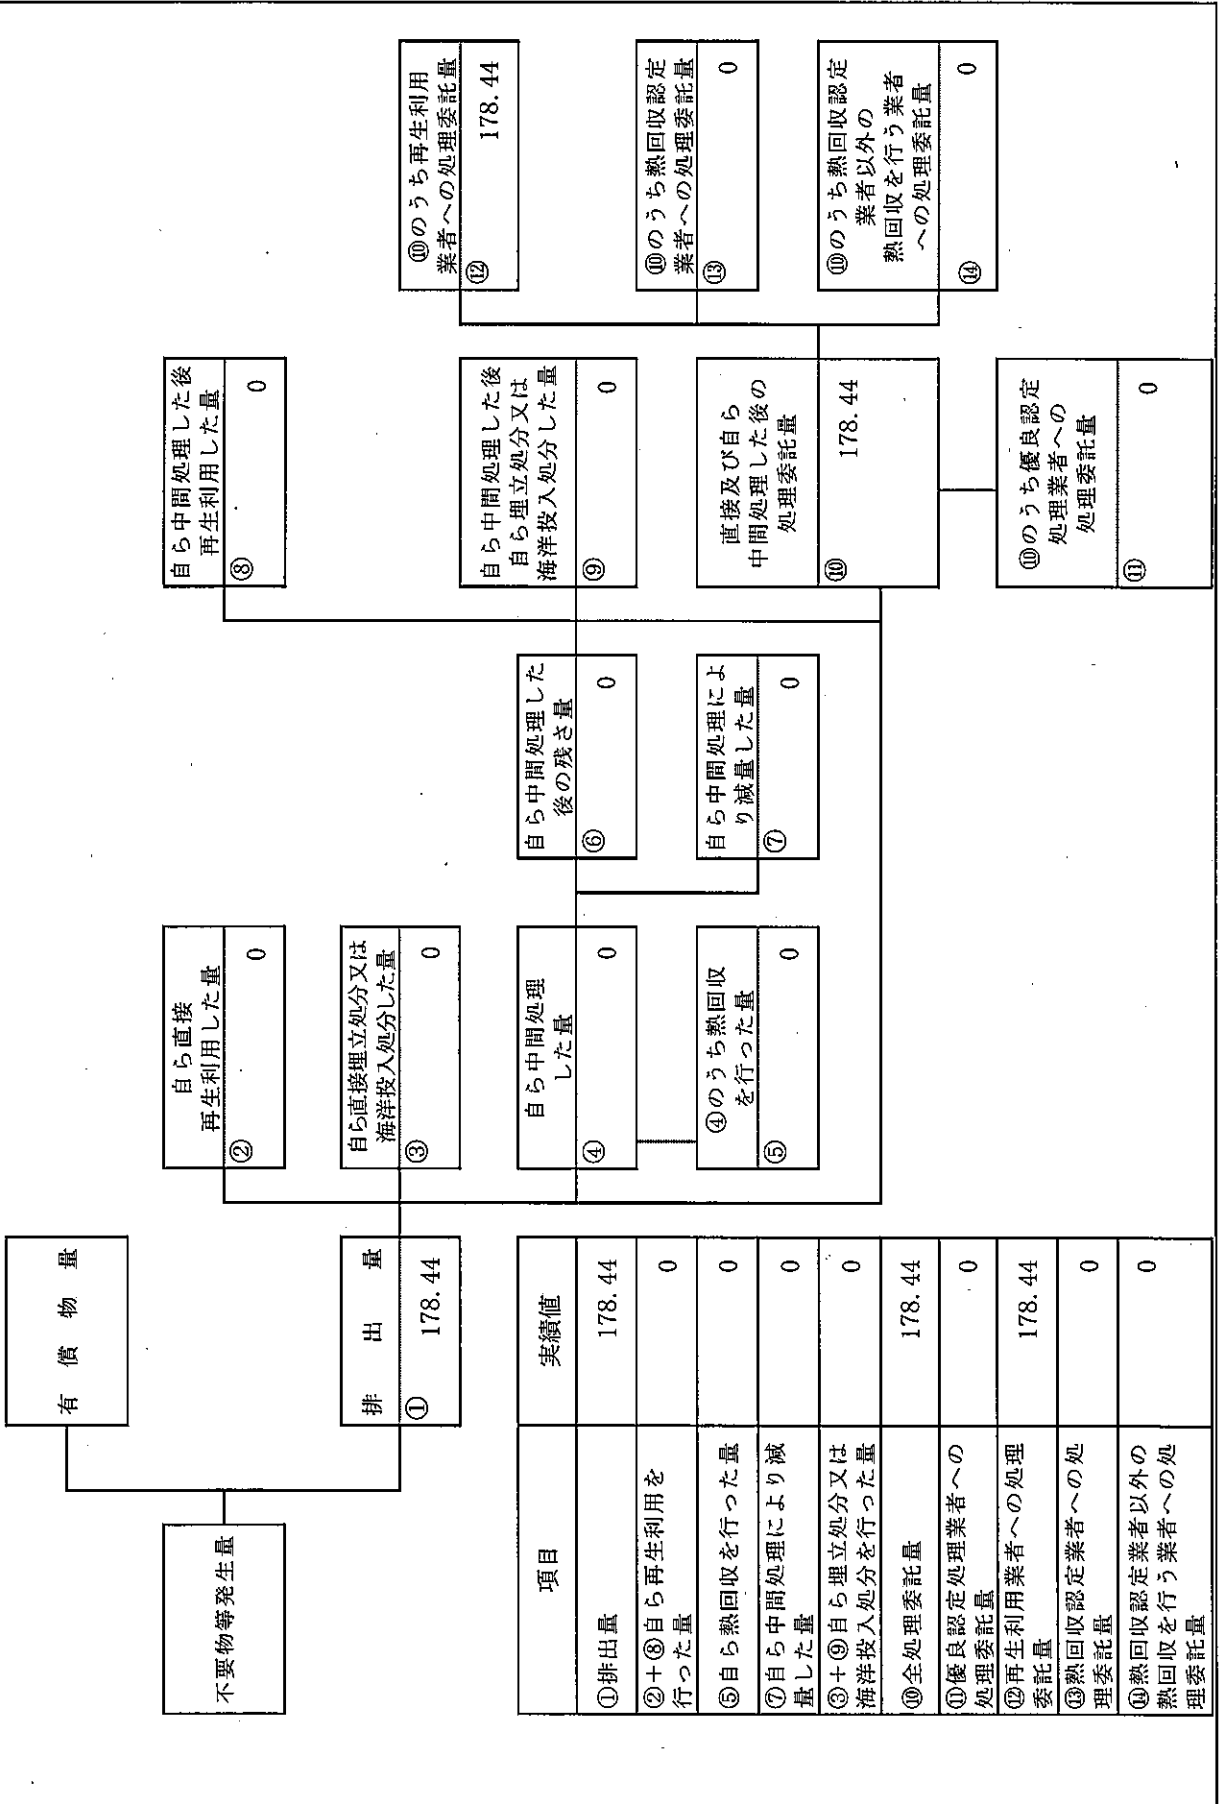 不要物等発生量
有償物量
排出量
① 178.44
自ら直接
再生利用した量
② 0
自ら直接埋立処分又は
海洋投入処分した量
③ 0
自ら中間処理
した量
④ 0
④のうち熱回収
を行った量
⑤ 0
自ら中間処理した
後の残さ量
⑥ 0
自ら中間処理によ
り減量した量
⑦ 0
自ら中間処理した後
再生利用した量
⑧ 0
自ら中間処理した後
自ら埋立処分又は
海洋投入処分した量
⑨ 0
直接及び自ら
中間処理した後の
処理委託量
⑩ 178.44
⑩のうち優良認定
処理業者への
処理委託量
⑪ 0
⑩のうち再生利用
業者への処理委託量
⑫ 178.44
⑩のうち熱回収認定
業者への処理委託量
⑬ 0
⑩のうち熱回収認定
業者以外の
熱回収を行う業者
への処理委託量
⑭ 0
項目 実績値
①排出量 178.44
②+⑧自ら再生利用を
行った量 0
⑤自ら熱回収を行った量 0
⑦自ら中間処理により減
量した量 0
③+⑨自ら埋立処分又は
海洋投入処分を行った量 0
⑩全処理委託量 178.44
⑪優良認定処理業者への
処理委託量 0
⑫再生利用業者への処理
委託量 178.44
⑬熱回収認定業者への処
理委託量 0
⑭熱回収認定業者以外の
熱回収を行う業者への処
理委託量 0